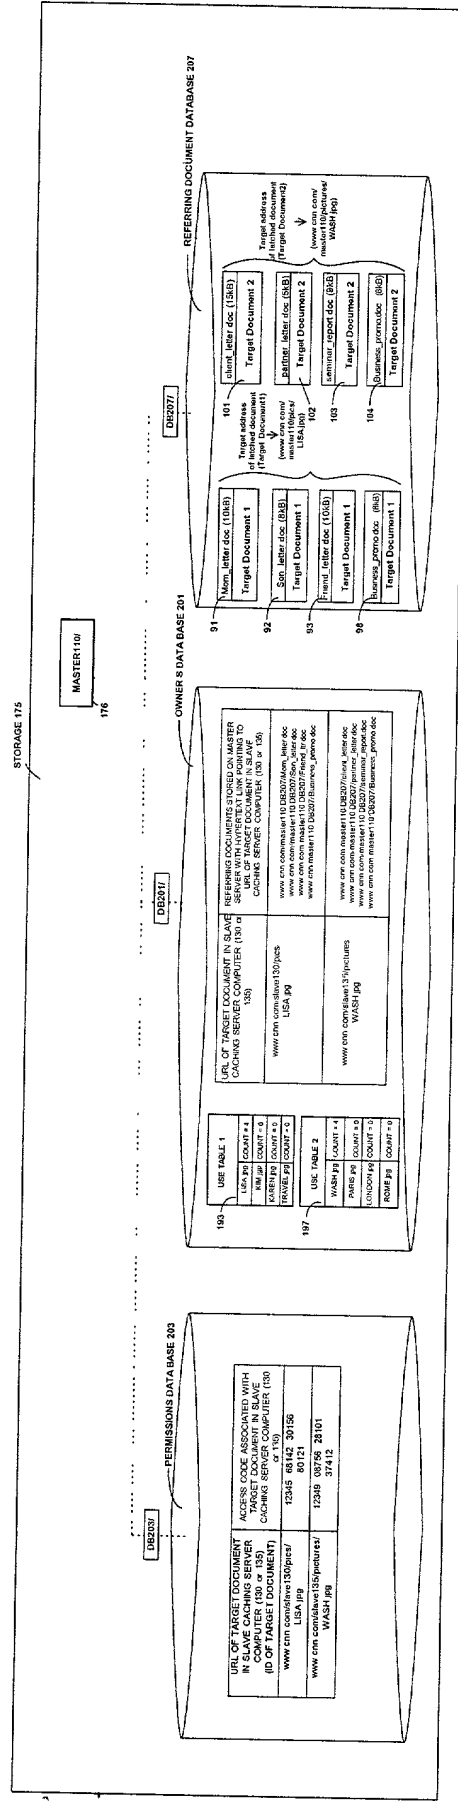 STORAGE 175
MASTER110/
176
DB203/
DB201/
DB207/
PERMISSIONS DATA BASE 203
URL OF TARGET DOCUMENT
IN SLAVE CACHING SERVER
COMPUTER (130 or 135)
(ID OF TARGET DOCUMENT)
ACCESS CODE ASSOCIATED WITH
TARGET DOCUMENT IN SLAVE
CACHING SERVER COMPUTER (130
or 135)
www cnn com/slave130/pics/
LISA jpg
12345 68142 30156
80121
www cnn com/slave135/pictures/
WASH jpg
12349 08756 28101
37412
OWNER S DATA BASE 201
193
USE TABLE 1
LISA jpg COUNT = 4
KIM jpg COUNT = 0
KAREN jpg COUNT = 0
TRAVEL jpg COUNT = 0
197
USE TABLE 2
WASH jpg COUNT = 4
PARIS jpg COUNT = 0
LONDON jpg COUNT = 0
ROME jpg COUNT = 0
URL OF TARGET DOCUMENT IN SLAVE
CACHING SERVER COMPUTER (130 or
135)
REFERRING DOCUMENTS STORED ON MASTER
SERVER WITH HYPERTEXT LINK POINTING TO
URL OF TARGET DOCUMENT IN SLAVE
CACHING SERVER COMPUTER (130 or 135)
www cnn com/slave130/pics
LISA jpg
www cnn com/master110 DB207/Mom_letter doc
www cnn com/master110 DB207/Son_letter doc
www cnn com/master110 DB207/Friend_ltr doc
www cnn com master110 DB207/Business_promo doc
www cnn com/slave135/pictures
WASH jpg
www cnn com master110 DB207/client_letter doc
www cnn com master110 DB207/partner_letter doc
www cnn com/master110 DB207/seminar_report.doc
www cnn com master110 DB207/Business_promo doc
REFERRING DOCUMENT DATABASE 207
91
Mom_letter doc (10kB)
Target Document 1
92
Son_letter doc (8kB)
Target Document 1
93
Friend_letter doc (10kB)
Target Document 1
98
Business_promo.doc (8kB)
Target Document 1
Target address
of latched document
(Target Document1)
(www cnn com/
master110/pics/
LISA.jpg)
101
client_letter doc (15kB)
Target Document 2
102
partner_letter doc (5kB)
Target Document 2
103
seminar_report doc (9kB)
Target Document 2
104
Business_promo.doc (8kB)
Target Document 2
Target address
of latched document
(Target Document2)
(www cnn com/
master110/pictures/
WASH jpg)